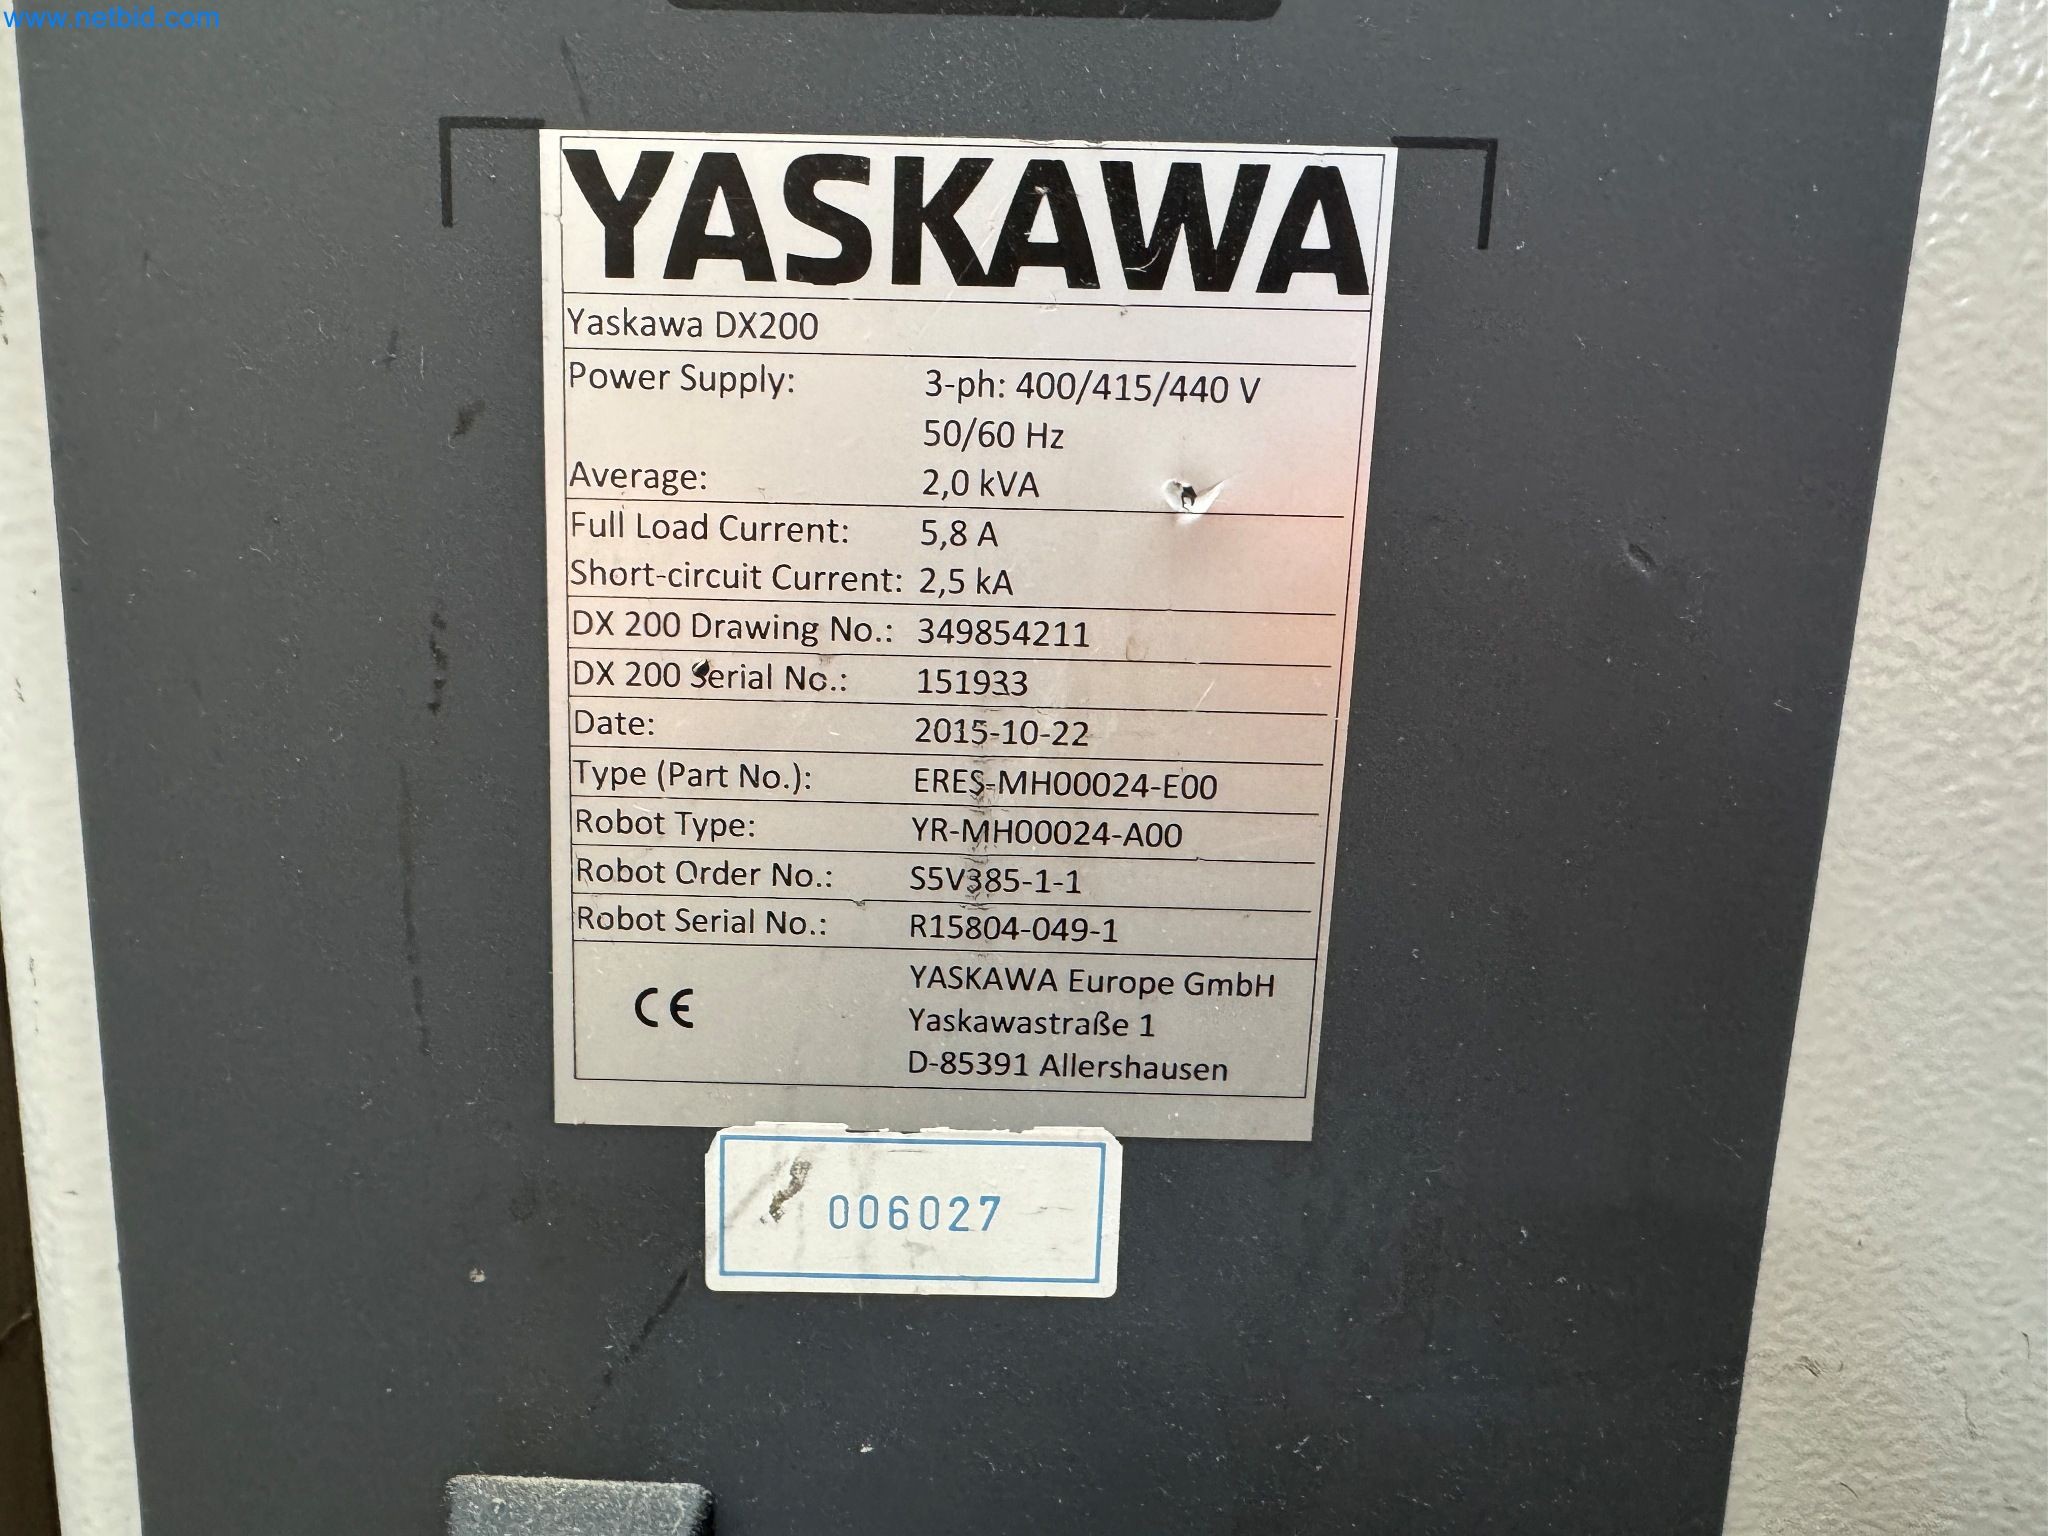 www.netbid.com
YASKAWA
Yaskawa DX200
Power Supply: 3-ph: 400/415/440 V
50/60 Hz
Average: 2,0 kVA
Full Load Current: 5,8 A
Short-circuit Current: 2,5 kA
DX 200 Drawing No.: 349854211
DX 200 Serial No.: 151933
Date: 2015-10-22
Type (Part No.): ERES-MH00024-E00
Robot Type: YR-MH00024-A00
Robot Order No.: S5V385-1-1
Robot Serial No.: R15804-049-1
CE YASKAWA Europe GmbH
Yaskawastraße 1
D-85391 Allershausen
006027